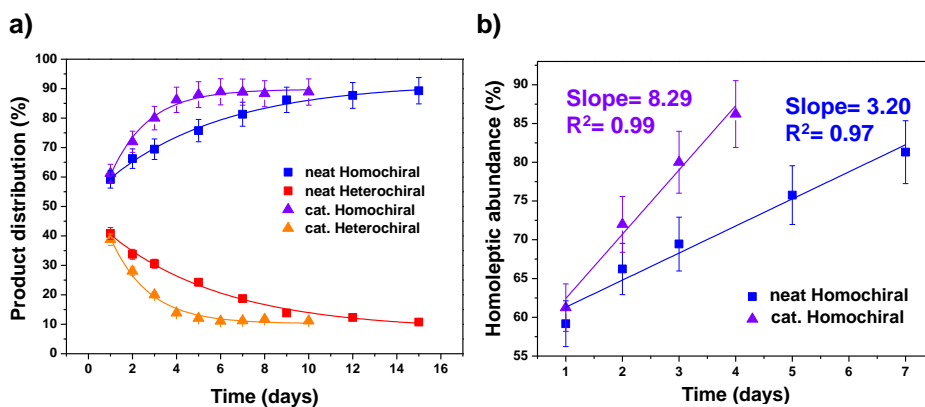 a)
Product distribution (%)
100
90
80
70
60
50
40
30
20
10
0
0 2 4 6 8 10 12 14 16
Time (days)
neat Homochiral
neat Heterochiral
cat. Homochiral
cat. Heterochiral
b)
Homoleptic abundance (%)
90
85
80
75
70
65
60
55
1 2 3 4 5 6 7
Time (days)
Slope= 8.29
R²= 0.99
Slope= 3.20
R²= 0.97
neat Homochiral
cat. Homochiral